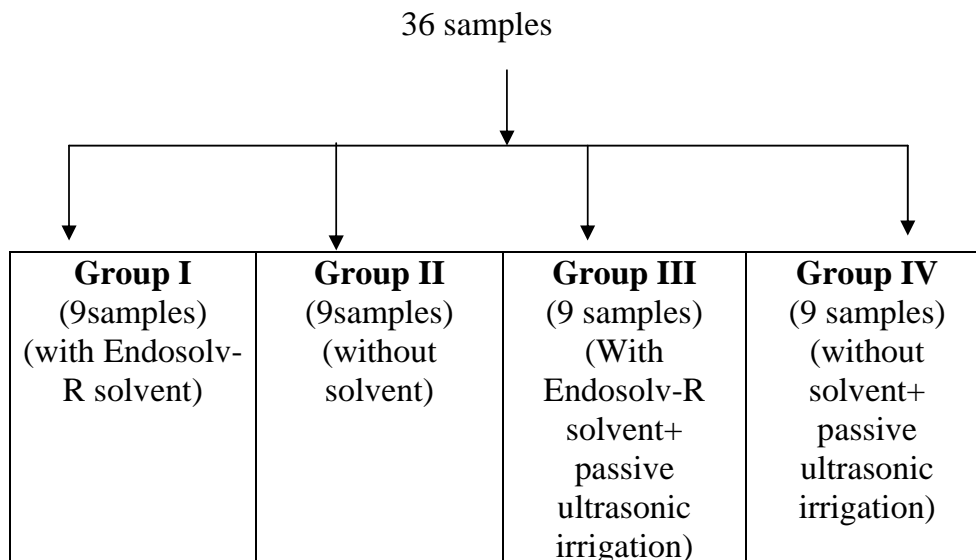 36 samples
Group I
(9samples)
(with Endosolv-
R solvent)
Group II
(9samples)
(without
solvent)
Group III
(9 samples)
(With
Endosolv-R
solvent+
passive
ultrasonic
irrigation)
Group IV
(9 samples)
(without
solvent+
passive
ultrasonic
irrigation)